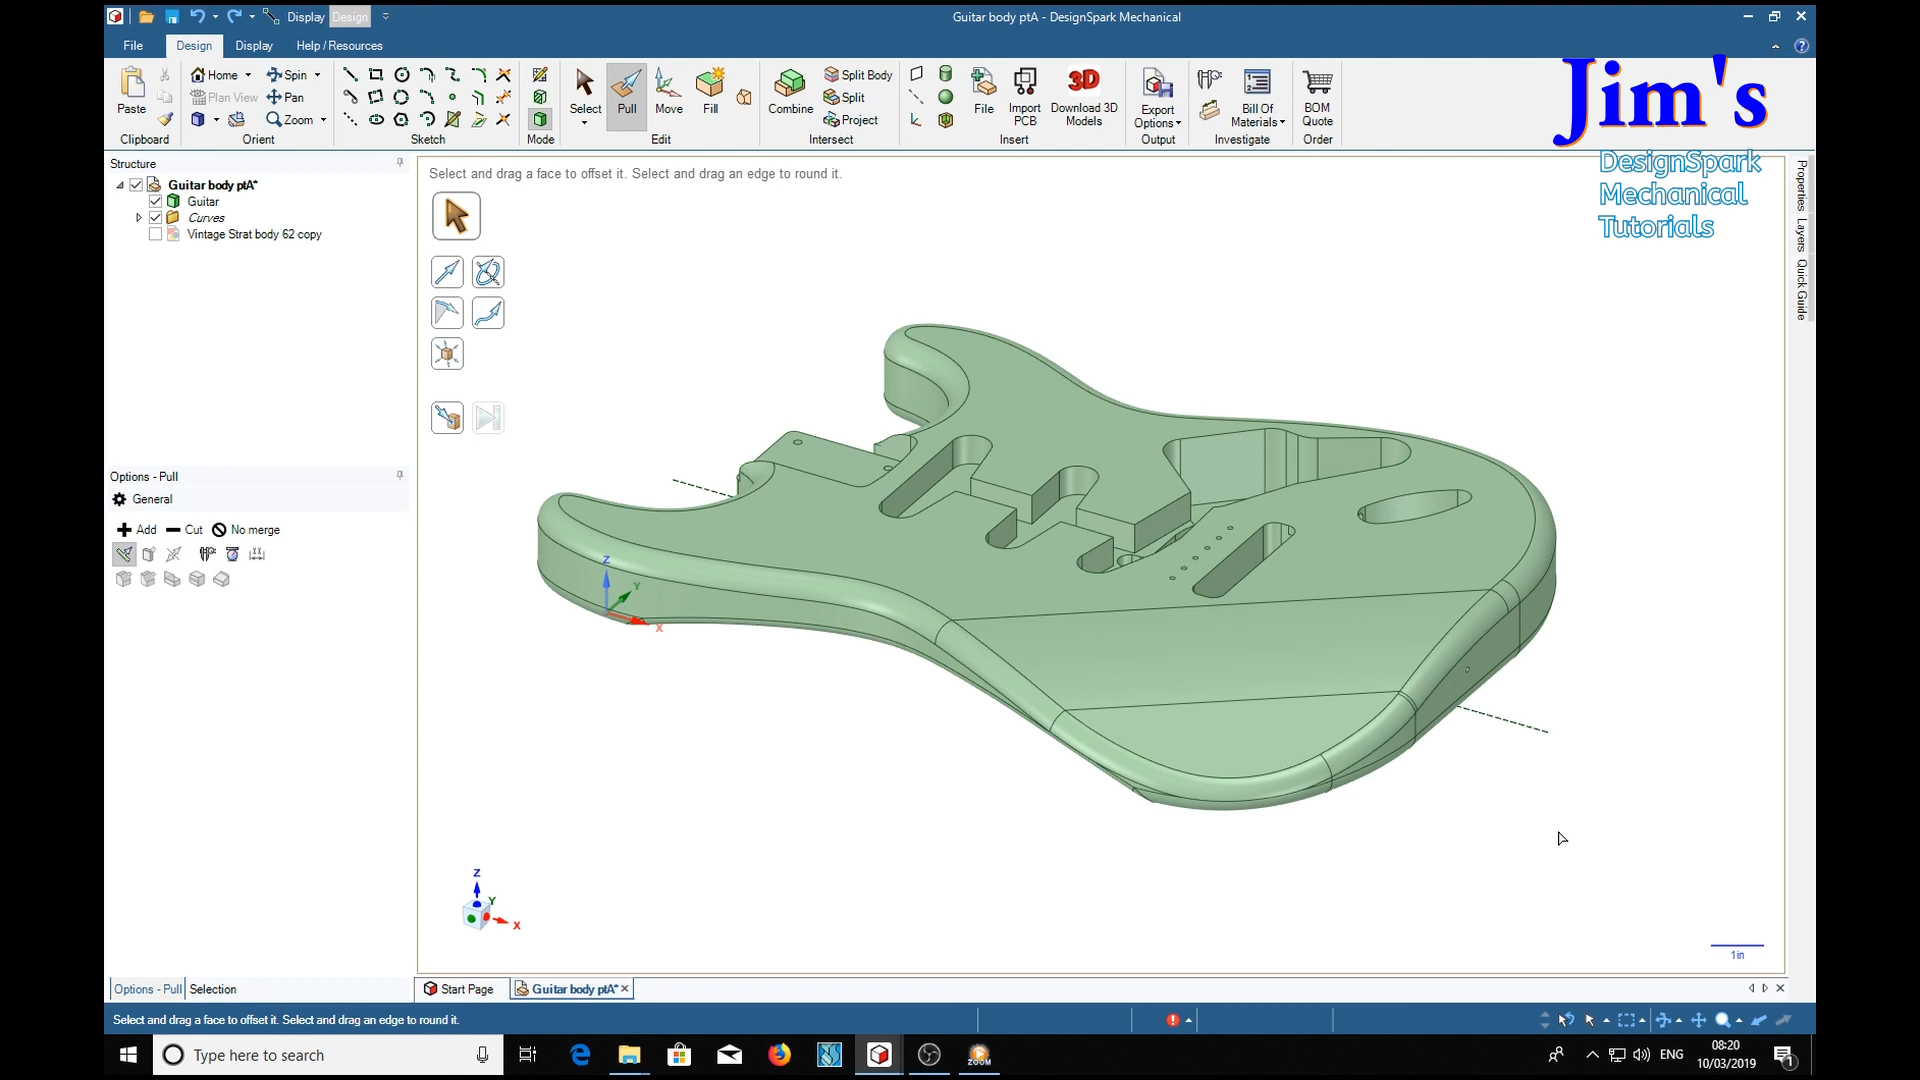 Display Design
Guitar body ptA - DesignSpark Mechanical
File Design Display Help / Resources
Paste
Clipboard
Home
Plan View
Spin
Pan
Zoom
Orient
Sketch
Mode
Select
Pull
Move
Fill
Edit
Combine
Split Body
Split
Project
Intersect
File
Import
PCB
3D
Download 3D
Models
Insert
Export
Options
Output
Bill Of
Materials
Investigate
BOM
Quote
Order
Jim's
DesignSpark
Mechanical
Tutorials
Structure
Guitar body ptA*
Guitar
Curves
Vintage Strat body 62 copy
Select and drag a face to offset it. Select and drag an edge to round it.
Properties
Layers
Quick Guide
Options - Pull
General
Add Cut No merge
Z
Y
X
Z
Y
X
1in
Options - Pull Selection
Start Page Guitar body ptA*
Select and drag a face to offset it. Select and drag an edge to round it.
Type here to search
ZOOM
ENG
08:20
10/03/2019
1